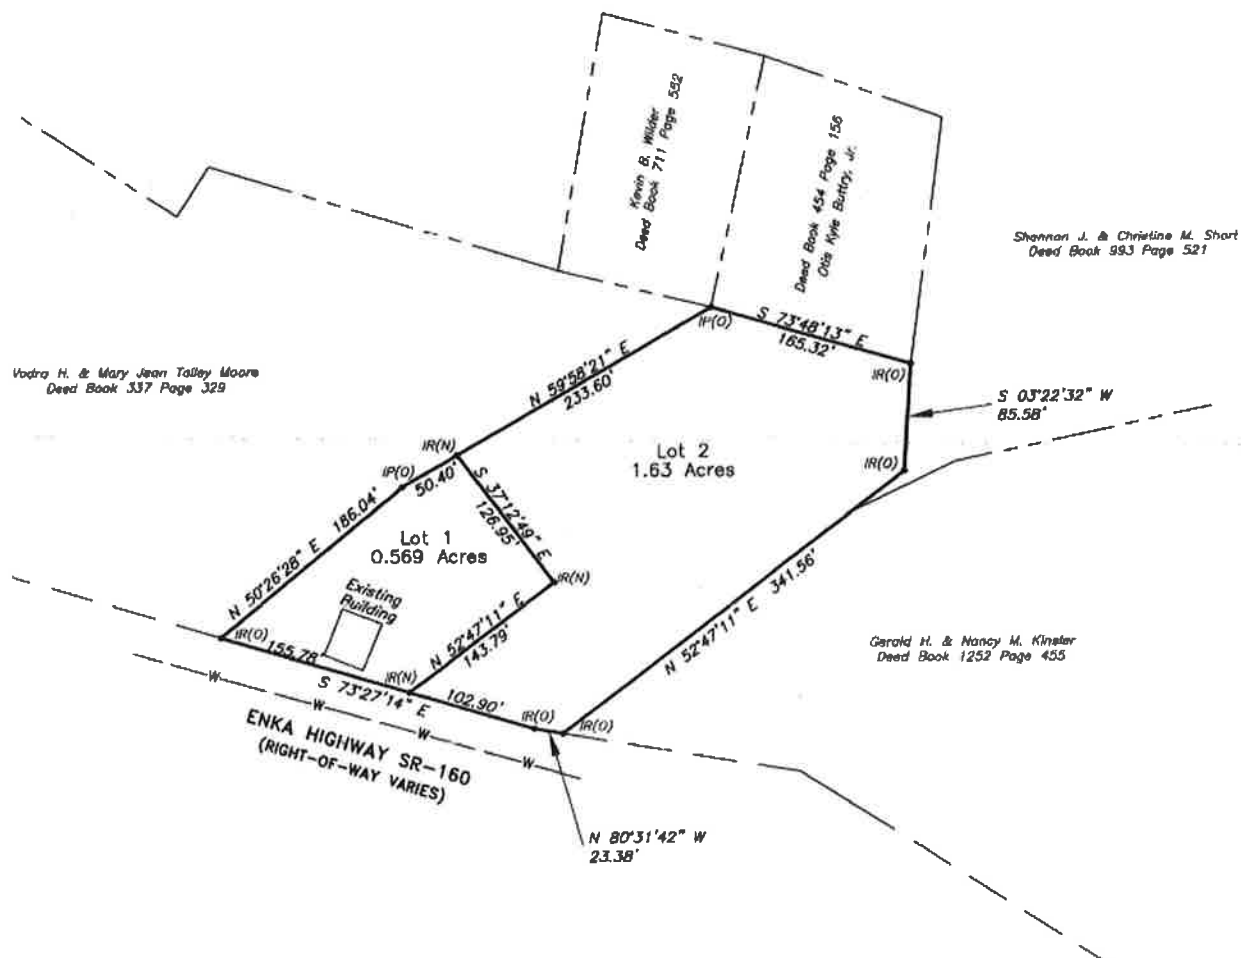 Kevin B. Wilder
Deed Book 711 Page 552
Deed Book 454 Page 156
Otis Kyle Buttry, Jr.
Shannon J. & Christine M. Short
Deed Book 993 Page 521
IP(O)
S 73°48'13" E
165.32'
IR(O)
Vadra H. & Mary Jean Talley Moore
Deed Book 337 Page 329
N 59°58'21" E
233.60'
S 03°22'32" W
85.58'
IR(N)
IP(O)
50.40'
Lot 2
1.63 Acres
IR(O)
S 37°12'49" E
126.95'
186.04'
N 50°26'28" E
Lot 1
0.569 Acres
IR(N)
Existing
Building
341.56'
N 52°47'11" E
N 52°47'11" E
143.79'
IR(O)
155.78
IR(N)
S 73°27'14" E
102.90'
IR(O)
IR(O)
W
W
W
W
ENKA HIGHWAY SR-160
(RIGHT-OF-WAY VARIES)
Gerald H. & Nancy M. Kinsler
Deed Book 1252 Page 455
N 80°31'42" W
23.38'